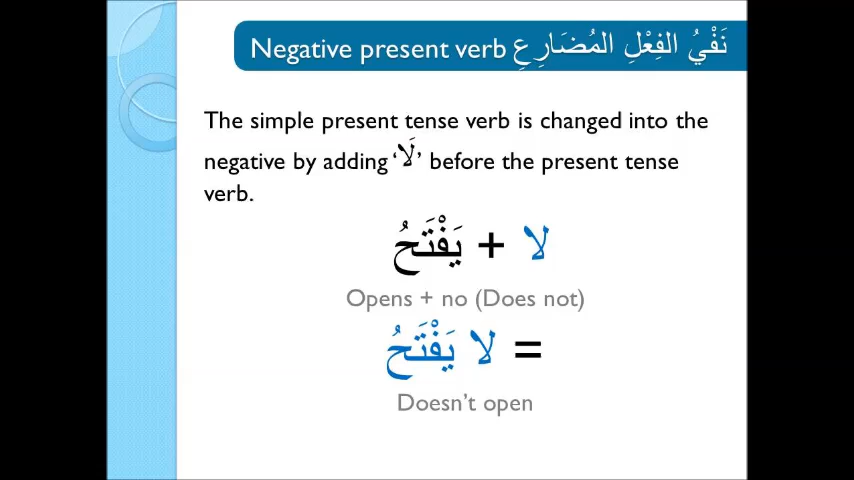 Negative present verb نَفْيُ الفِعْلِ المُضَارِعِ
The simple present tense verb is changed into the
negative by adding ‘لَا’ before the present tense
verb.
لا + يَفْتَحُ
Opens + no (Does not)
= لا يَفْتَحُ
Doesn’t open